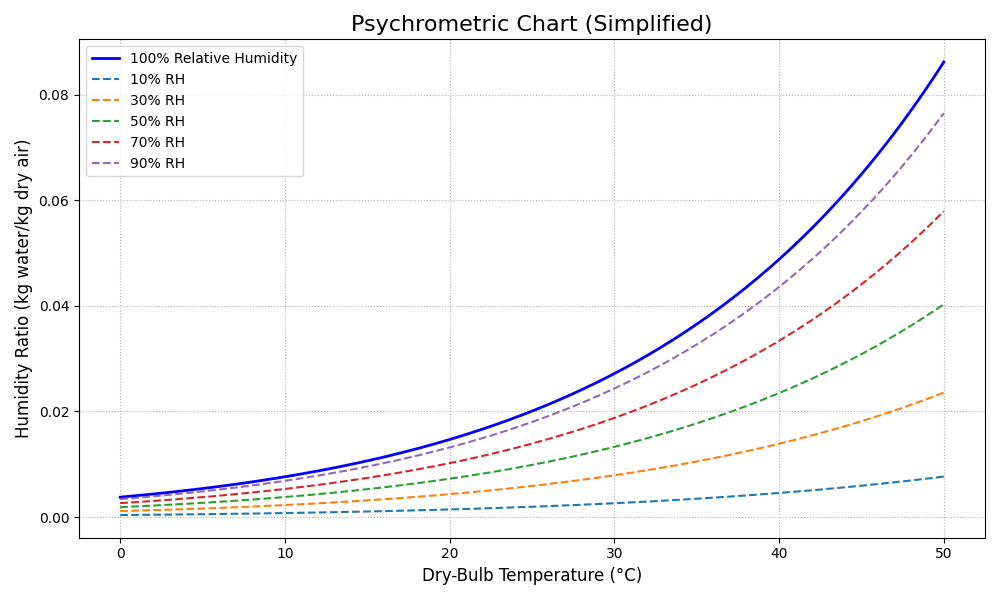 Psychrometric Chart (Simplified)
100% Relative Humidity
10% RH
30% RH
50% RH
70% RH
90% RH
Humidity Ratio (kg water/kg dry air)
0.08
0.06
0.04
0.02
0.00
0 10 20 30 40 50
Dry-Bulb Temperature (°C)